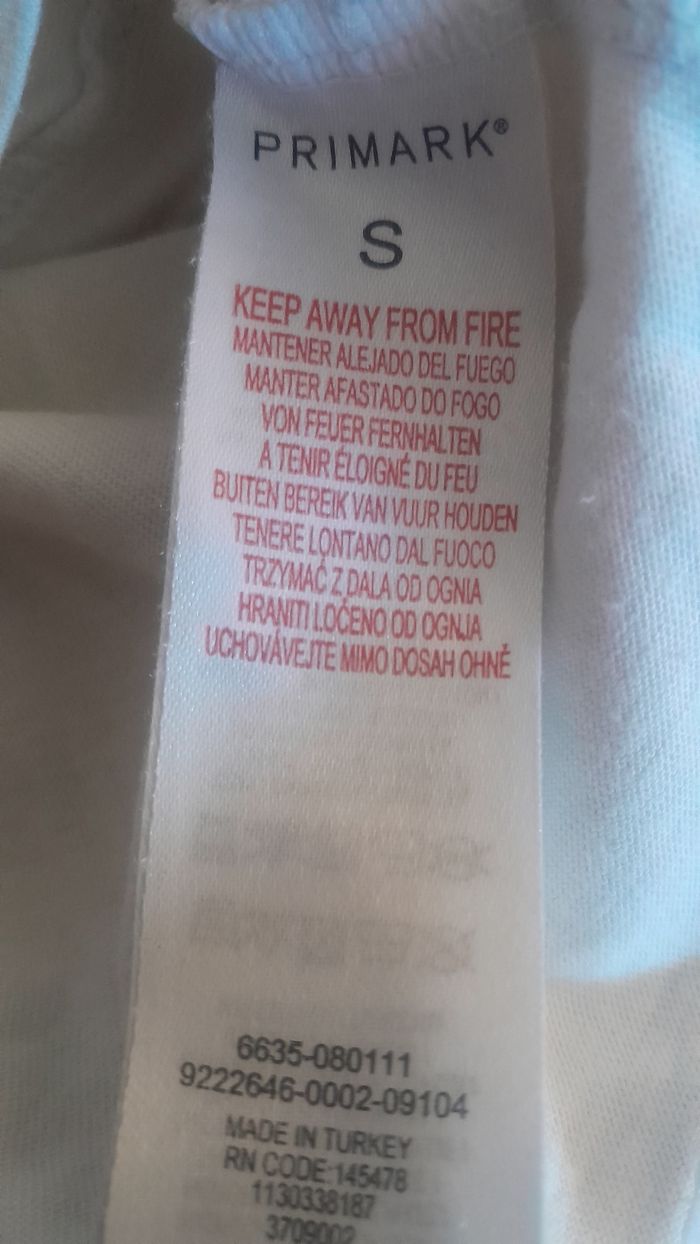 PRIMARK®
S
KEEP AWAY FROM FIRE
MANTENER ALEJADO DEL FUEGO
MANTER AFASTADO DO FOGO
VON FEUER FERNHALTEN
A TENIR ÉLOIGNÉ DU FEU
BUITEN BEREIK VAN VUUR HOUDEN
TENERE LONTANO DAL FUOCO
TRZYMAĆ Z DALA OD OGNIA
HRANITI LOČENO OD OGNJA
UCHOVÁVEJTE MIMO DOSAH OHNĚ
6635-080111
9222646-0002-09104
MADE IN TURKEY
RN CODE:145478
1130338187
3709002